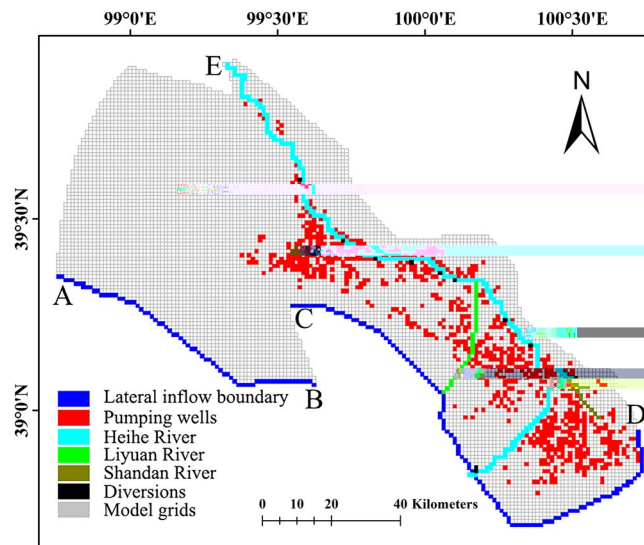 99°0'E 99°30'E 100°0'E 100°30'E
E
N
39°30'N
A
C
B
D
39°0'N
Lateral inflow boundary
Pumping wells
Heihe River
Liyuan River
Shandan River
Diversions
Model grids
0 10 20 40 Kilometers